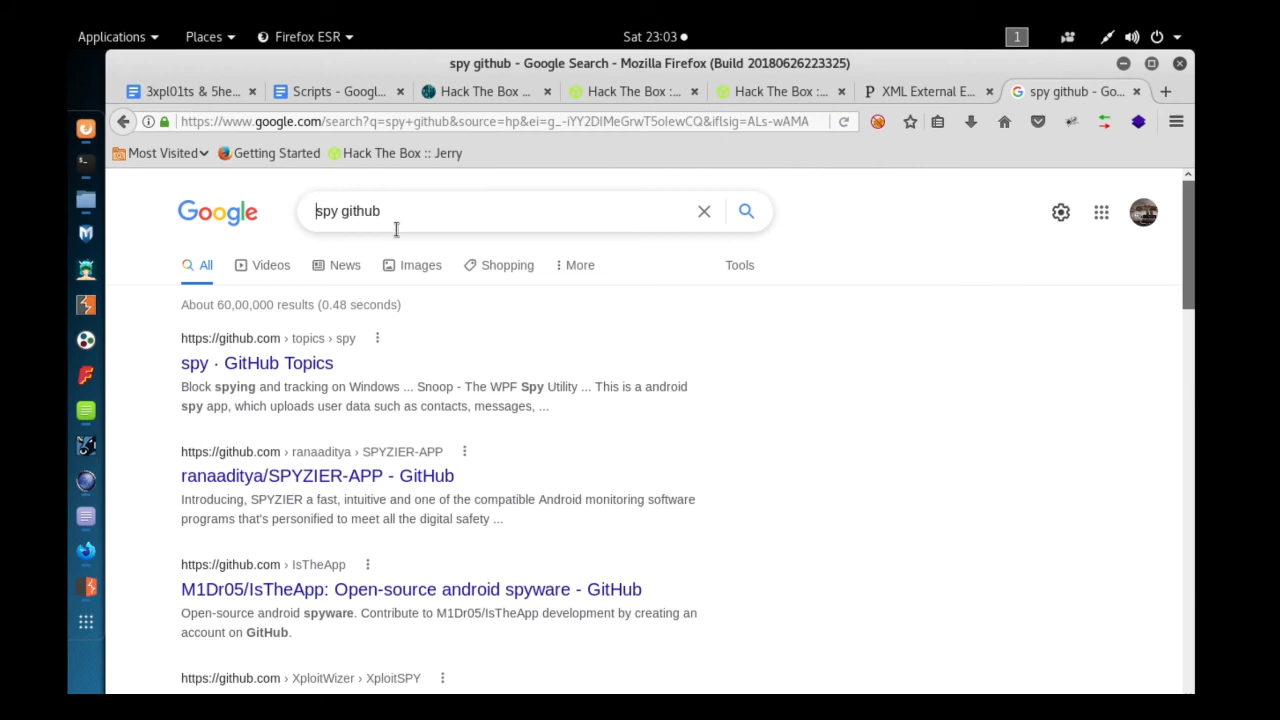 Applications Places Firefox ESR Sat 23:03 1
spy github - Google Search - Mozilla Firefox (Build 20180626223325)
3xpl01ts & 5he... Scripts - Googl... Hack The Box ... Hack The Box :... Hack The Box :... XML External E... spy github - Go...
https://www.google.com/search?q=spy+github&source=hp&ei=g_-iYY2DIMeGrwT5oIewCQ&iflsig=ALs-wAMA
Most Visited Getting Started Hack The Box :: Jerry
Google spy github
All Videos News Images Shopping More Tools
About 60,00,000 results (0.48 seconds)
https://github.com › topics › spy
spy · GitHub Topics
Block spying and tracking on Windows ... Snoop - The WPF Spy Utility ... This is a android
spy app, which uploads user data such as contacts, messages, ...
https://github.com › ranaaditya › SPYZIER-APP
ranaaditya/SPYZIER-APP - GitHub
Introducing, SPYZIER a fast, intuitive and one of the compatible Android monitoring software
programs that's personified to meet all the digital safety ...
https://github.com › IsTheApp
M1Dr05/IsTheApp: Open-source android spyware - GitHub
Open-source android spyware. Contribute to M1Dr05/IsTheApp development by creating an
account on GitHub.
https://github.com › XploitWizer › XploitSPY